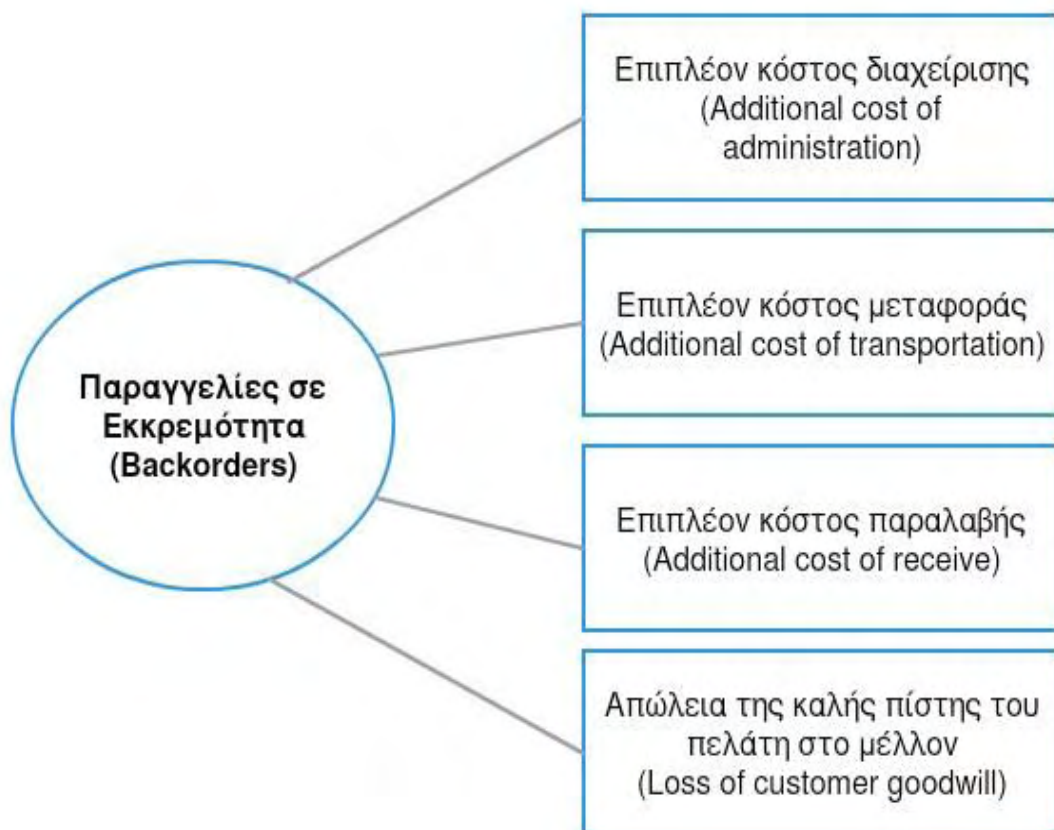 Επιπλέον κόστος διαχείρισης
(Additional cost of
administration)
Επιπλέον κόστος μεταφοράς
(Additional cost of transportation)
Παραγγελίες σε
Εκκρεμότητα
(Backorders)
Επιπλέον κόστος παραλαβής
(Additional cost of receive)
Απώλεια της καλής πίστης του
πελάτη στο μέλλον
(Loss of customer goodwill)